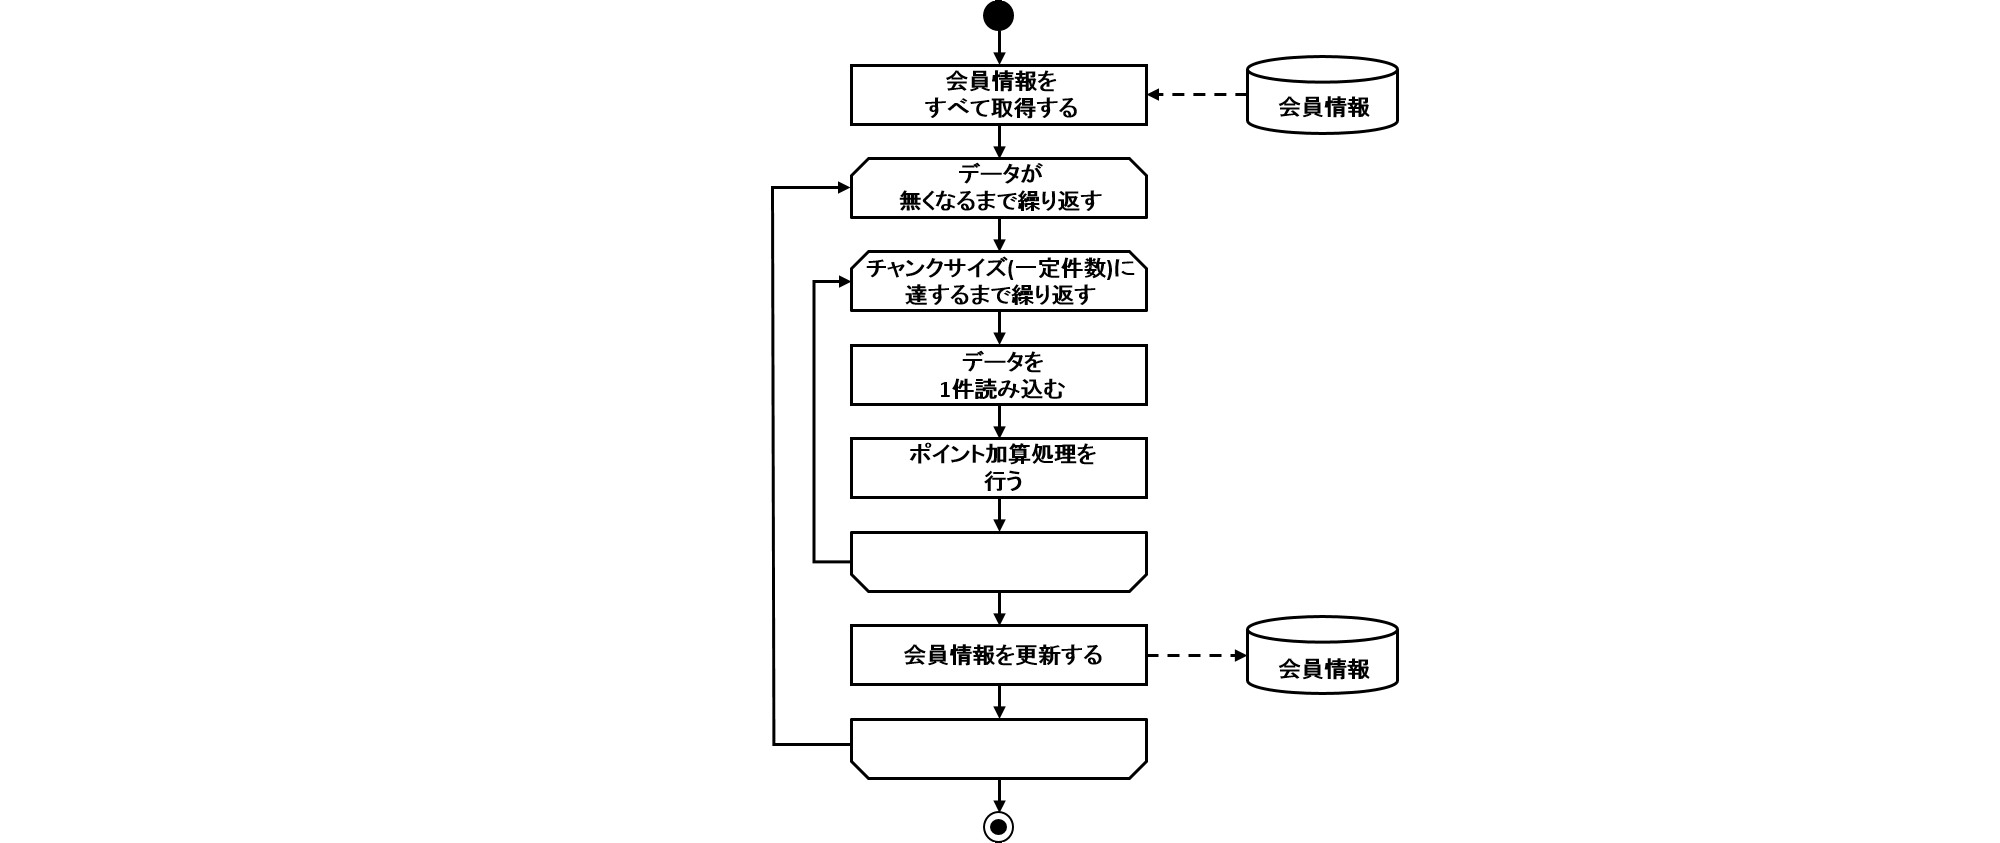 会員情報を
すべて取得する
会員情報
データが
無くなるまで繰り返す
チャンクサイズ(一定件数)に
達するまで繰り返す
データを
1件読み込む
ポイント加算処理を
行う
会員情報を更新する
会員情報